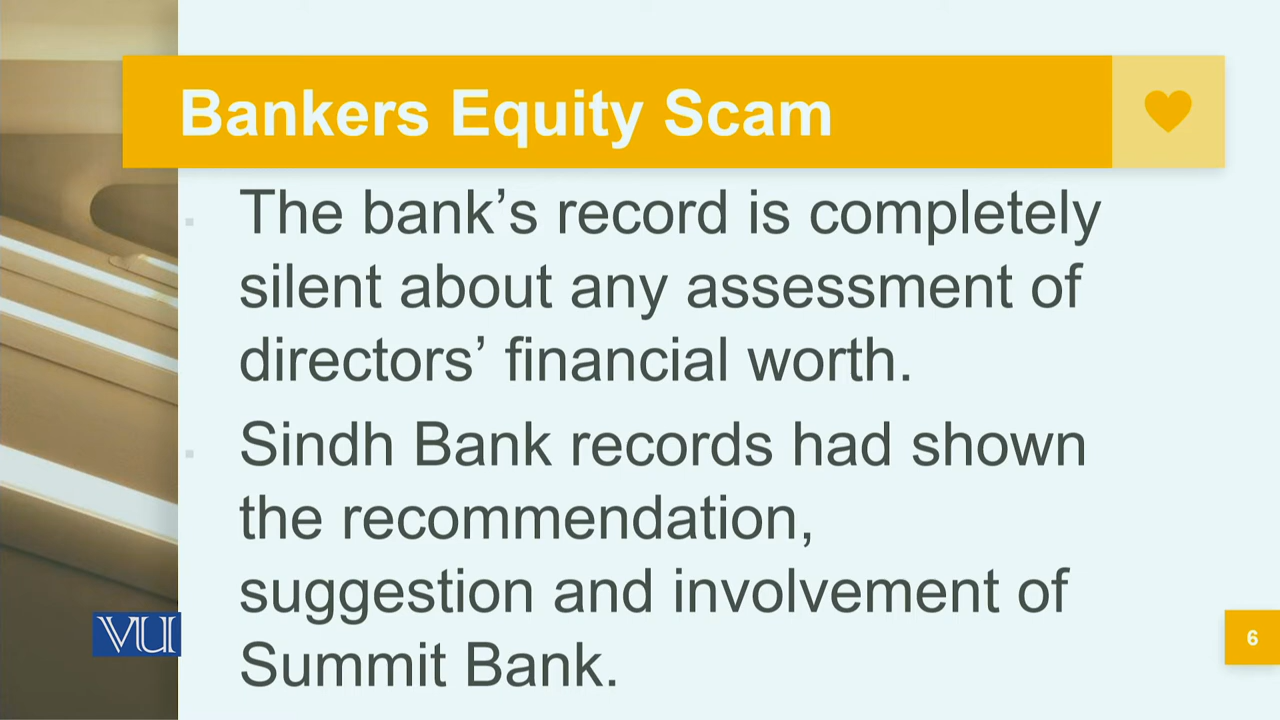 Bankers Equity Scam
The bank’s record is completely
silent about any assessment of
directors’ financial worth.
Sindh Bank records had shown
the recommendation,
suggestion and involvement of
Summit Bank.
VU
6